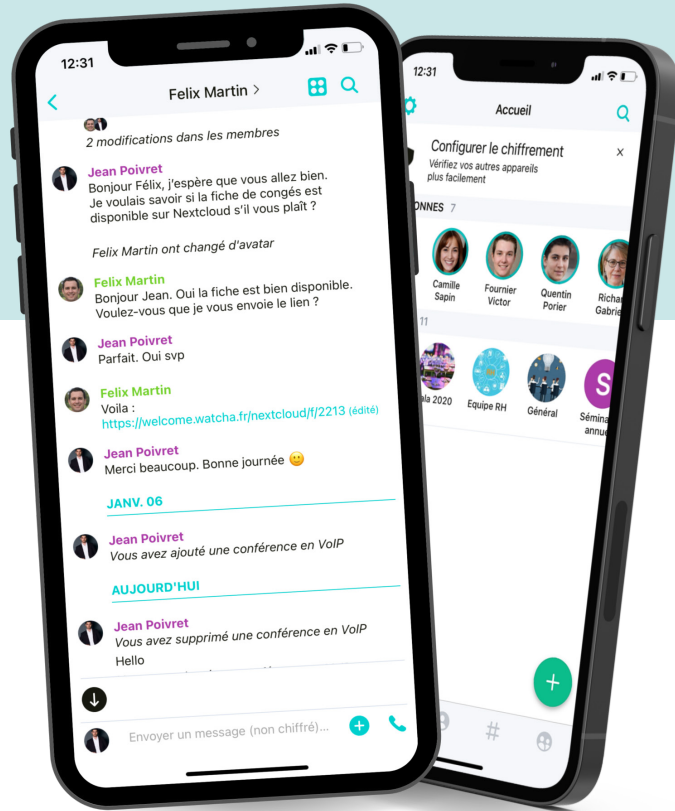 12:31
Felix Martin >
2 modifications dans les membres
Jean Poivret
Bonjour Félix, j'espère que vous allez bien.
Je voulais savoir si la fiche de congés est
disponible sur Nextcloud s'il vous plaît ?
Felix Martin ont changé d'avatar
Felix Martin
Bonjour Jean. Oui la fiche est bien disponible.
Voulez-vous que je vous envoie le lien ?
Jean Poivret
Parfait. Oui svp
Felix Martin
Voila :
https://welcome.watcha.fr/nextcloud/f/2213 (édité)
Jean Poivret
Merci beaucoup. Bonne journée 🙂
JANV. 06
Jean Poivret
Vous avez ajouté une conférence en VoIP
AUJOURD'HUI
Jean Poivret
Vous avez supprimé une conférence en VoIP
Hello
Envoyer un message (non chiffré)...
12:31
Accueil
Configurer le chiffrement
Vérifiez vos autres appareils
plus facilement
ONNES 7
Camille
Sapin
Fournier
Victor
Quentin
Porier
Richa
Gabrie
11
S
ala 2020
Equipe RH
Général
Sémina
annue
#